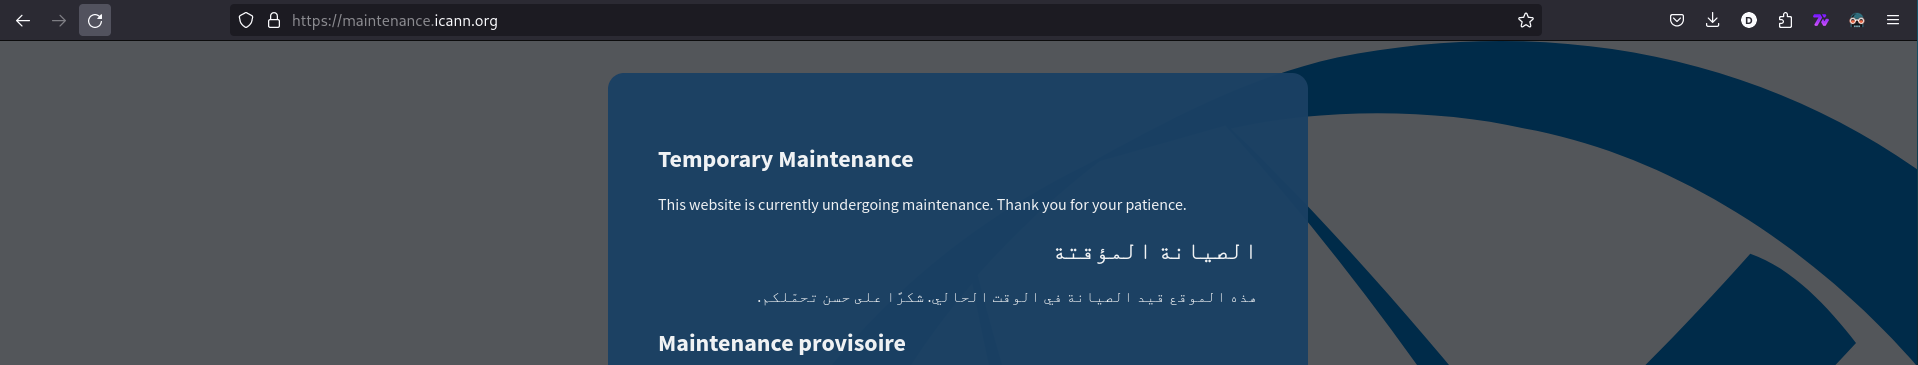 https://maintenance.icann.org
Temporary Maintenance
This website is currently undergoing maintenance. Thank you for your patience.
الصيانة المؤقتة
هذه الموقع قيد الصيانة في الوقت الحالي. شكرًا على حسن تحمّلكم.
Maintenance provisoire